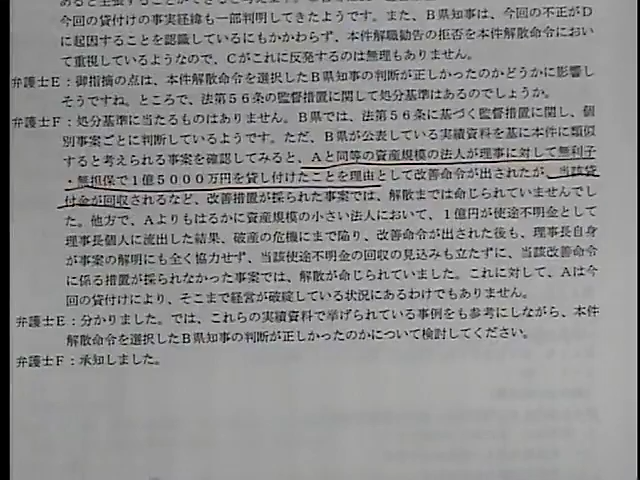 今回の貸付けの事実経緯も一部判明してきたようです。また、Ｂ県知事は、今回の不正がＤ
に起因することを認識しているにもかかわらず、本件解職勧告の拒否を本件解散命令におい
て重視しているようなので、Ｃがこれに反発するのは無理もありません。
弁護士Ｅ：御指摘の点は、本件解散命令を選択したＢ県知事の判断が正しかったのかどうかに影響し
そうですね。ところで、法第５６条の監督措置に関して処分基準はあるのでしょうか。
弁護士Ｆ：処分基準に当たるものはありません。Ｂ県では、法第５６条に基づく監督措置に関し、個
別事案ごとに判断しているようです。ただ、Ｂ県が公表している実績資料を基に本件に類似
すると考えられる事案を確認してみると、Ａと同等の資産規模の法人が理事に対して無利子
・無担保で１億５０００万円を貸し付けたことを理由として改善命令が出されたが、当該貸
付金が回収されるなど、改善措置が採られた事案では、解散までは命じられていませんでし
た。他方で、Ａよりもはるかに資産規模の小さい法人において、１億円が使途不明金として
理事長個人に流出した結果、破産の危機にまで陥り、改善命令が出された後も、理事長自身
が事案の解明にも全く協力せず、当該使途不明金の回収の見込みも立たずに、当該改善命令
に係る措置が採られなかった事案では、解散が命じられていました。これに対して、Ａは今
回の貸付けにより、そこまで経営が破綻している状況にあるわけでもありません。
弁護士Ｅ：分かりました。では、これらの実績資料で挙げられている事例をも参考にしながら、本件
解散命令を選択したＢ県知事の判断が正しかったのかについて検討してください。
弁護士Ｆ：承知しました。